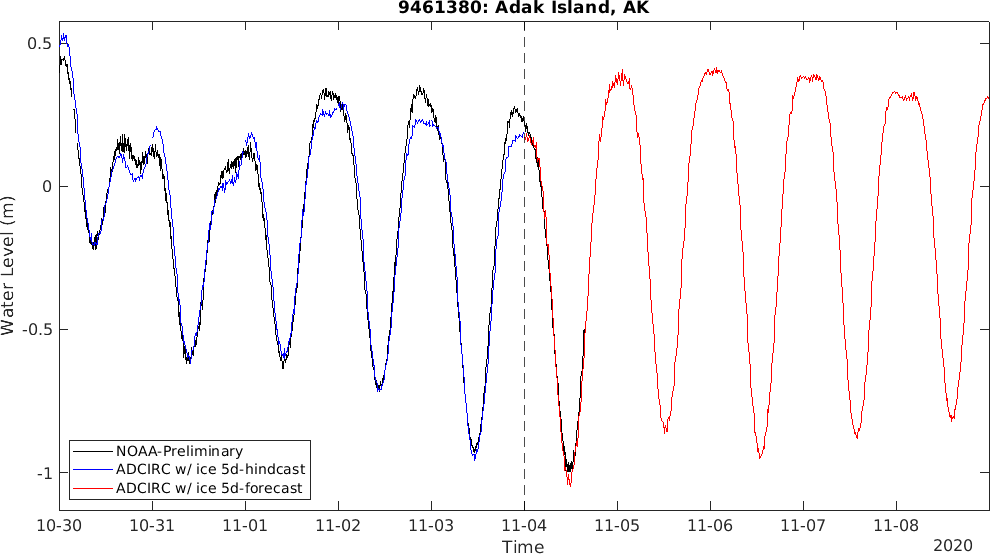 9461380: Adak Island, AK
Water Level (m)
0.5
0
-0.5
-1
NOAA-Preliminary
ADCIRC w/ ice 5d-hindcast
ADCIRC w/ ice 5d-forecast
10-30 10-31 11-01 11-02 11-03 11-04 11-05 11-06 11-07 11-08
Time
2020